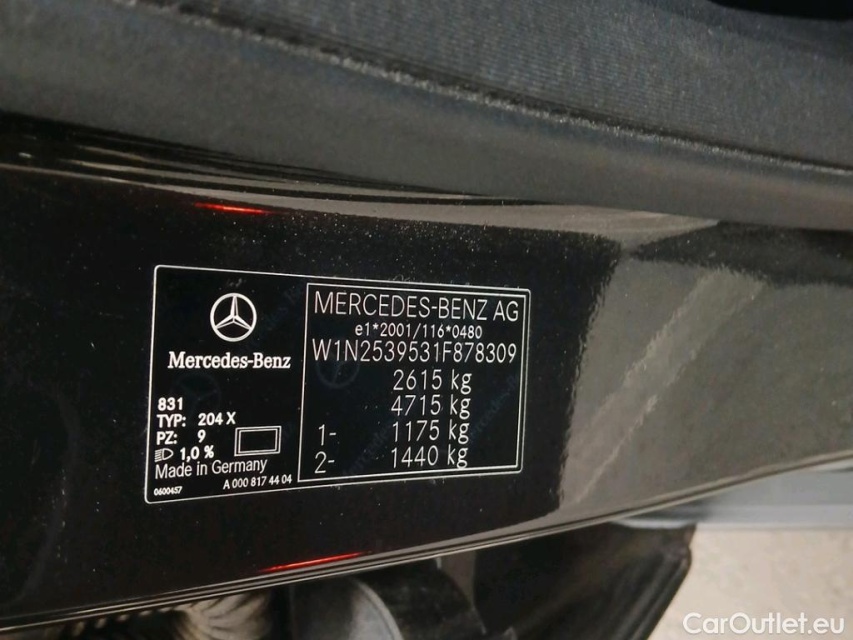 Mercedes-Benz
831
TYP: 204 X
PZ: 9
1,0 %
Made in Germany
0600457
A 000 817 44 04
MERCEDES-BENZ AG
e1*2001/116*0480
W1N2539531F878309
2615 kg
4715 kg
1- 1175 kg
2- 1440 kg
CarOutlet.eu